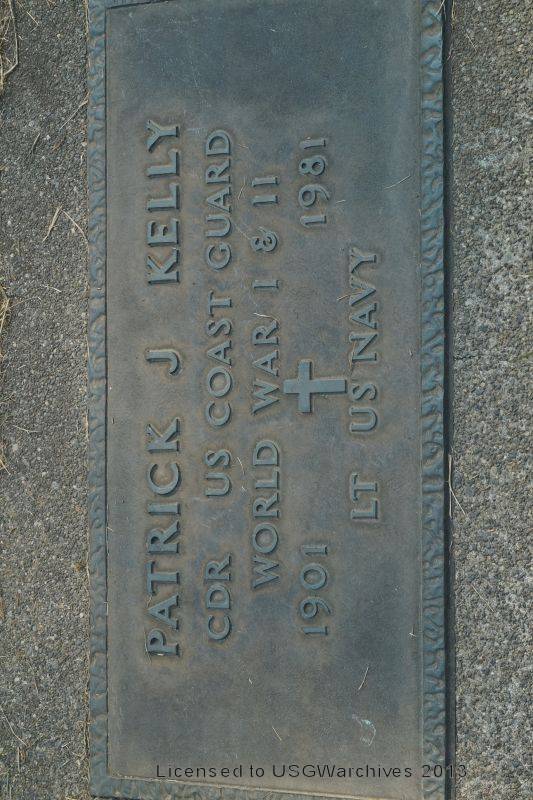 PATRICK J KELLY
CDR US COAST GUARD
WORLD WAR I & II
1901 1981
LT US NAVY
Licensed to USGWarchives 2013